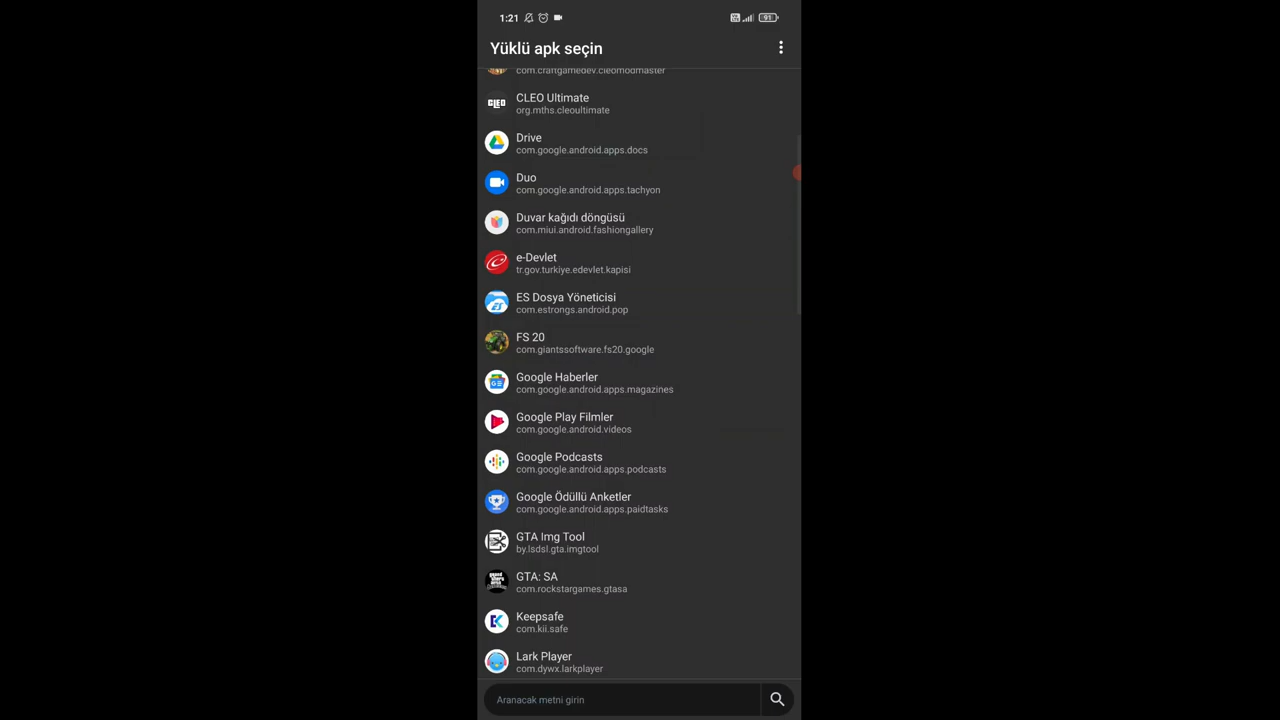 1:21
91
Yüklü apk seçin
com.craftgamedev.cleomodmaster
CLEO
CLEO Ultimate
org.mths.cleoultimate
Drive
com.google.android.apps.docs
Duo
com.google.android.apps.tachyon
Duvar kağıdı döngüsü
com.miui.android.fashiongallery
e-Devlet
tr.gov.turkiye.edevlet.kapisi
ES Dosya Yöneticisi
com.estrongs.android.pop
FS 20
com.giantssoftware.fs20.google
Google Haberler
com.google.android.apps.magazines
Google Play Filmler
com.google.android.videos
Google Podcasts
com.google.android.apps.podcasts
Google Ödüllü Anketler
com.google.android.apps.paidtasks
GTA Img Tool
by.lsdsl.gta.imgtool
GTA: SA
com.rockstargames.gtasa
Keepsafe
com.kii.safe
Lark Player
com.dywx.larkplayer
Aranacak metni girin